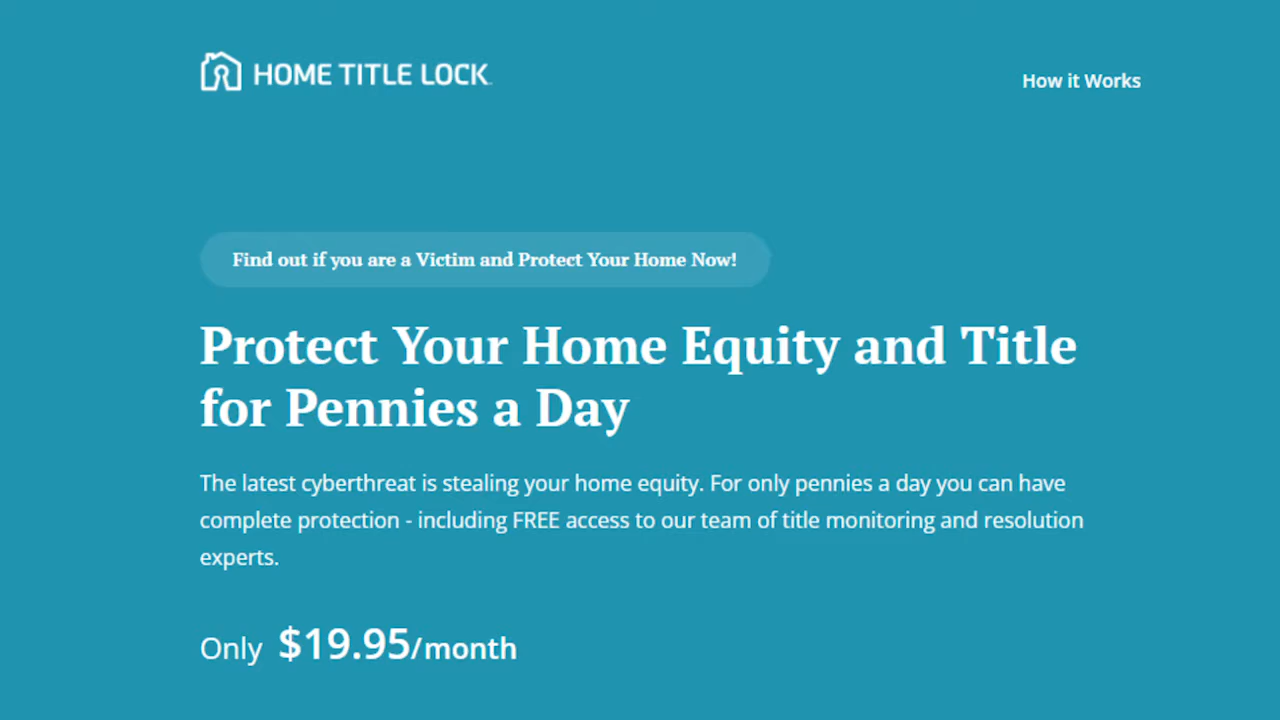 HOME TITLE LOCK
How it Works
Find out if you are a Victim and Protect Your Home Now!
Protect Your Home Equity and Title
for Pennies a Day
The latest cyberthreat is stealing your home equity. For only pennies a day you can have
complete protection - including FREE access to our team of title monitoring and resolution
experts.
Only $19.95/month